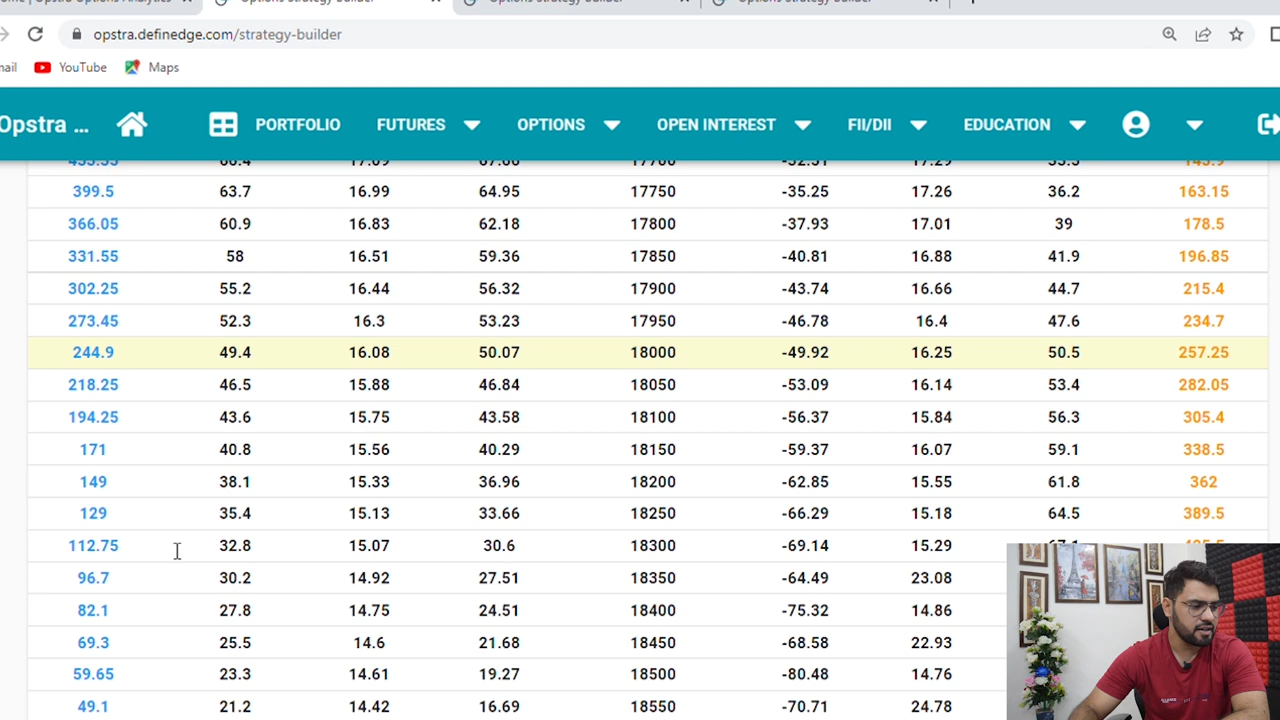 Options Strategy Builder
opstra.definedge.com/strategy-builder
YouTube Maps
Opstra ... PORTFOLIO FUTURES OPTIONS OPEN INTEREST FII/DII EDUCATION
399.5 63.7 16.99 64.95 17750 -35.25 17.26 36.2 163.15
366.05 60.9 16.83 62.18 17800 -37.93 17.01 39 178.5
331.55 58 16.51 59.36 17850 -40.81 16.88 41.9 196.85
302.25 55.2 16.44 56.32 17900 -43.74 16.66 44.7 215.4
273.45 52.3 16.3 53.23 17950 -46.78 16.4 47.6 234.7
244.9 49.4 16.08 50.07 18000 -49.92 16.25 50.5 257.25
218.25 46.5 15.88 46.84 18050 -53.09 16.14 53.4 282.05
194.25 43.6 15.75 43.58 18100 -56.37 15.84 56.3 305.4
171 40.8 15.56 40.29 18150 -59.37 16.07 59.1 338.5
149 38.1 15.33 36.96 18200 -62.85 15.55 61.8 362
129 35.4 15.13 33.66 18250 -66.29 15.18 64.5 389.5
112.75 32.8 15.07 30.6 18300 -69.14 15.29
96.7 30.2 14.92 27.51 18350 -64.49 23.08
82.1 27.8 14.75 24.51 18400 -75.32 14.86
69.3 25.5 14.6 21.68 18450 -68.58 22.93
59.65 23.3 14.61 19.27 18500 -80.48 14.76
49.1 21.2 14.42 16.69 18550 -70.71 24.78